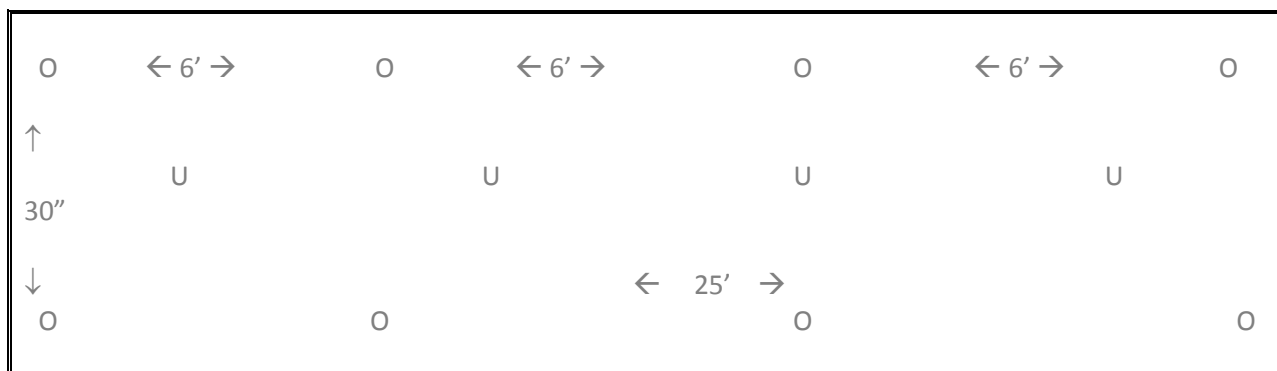 O ← 6’ → O ← 6’ → O ← 6’ → O
↑
U U U U
30”
↓ ← 25’ →
O O O O